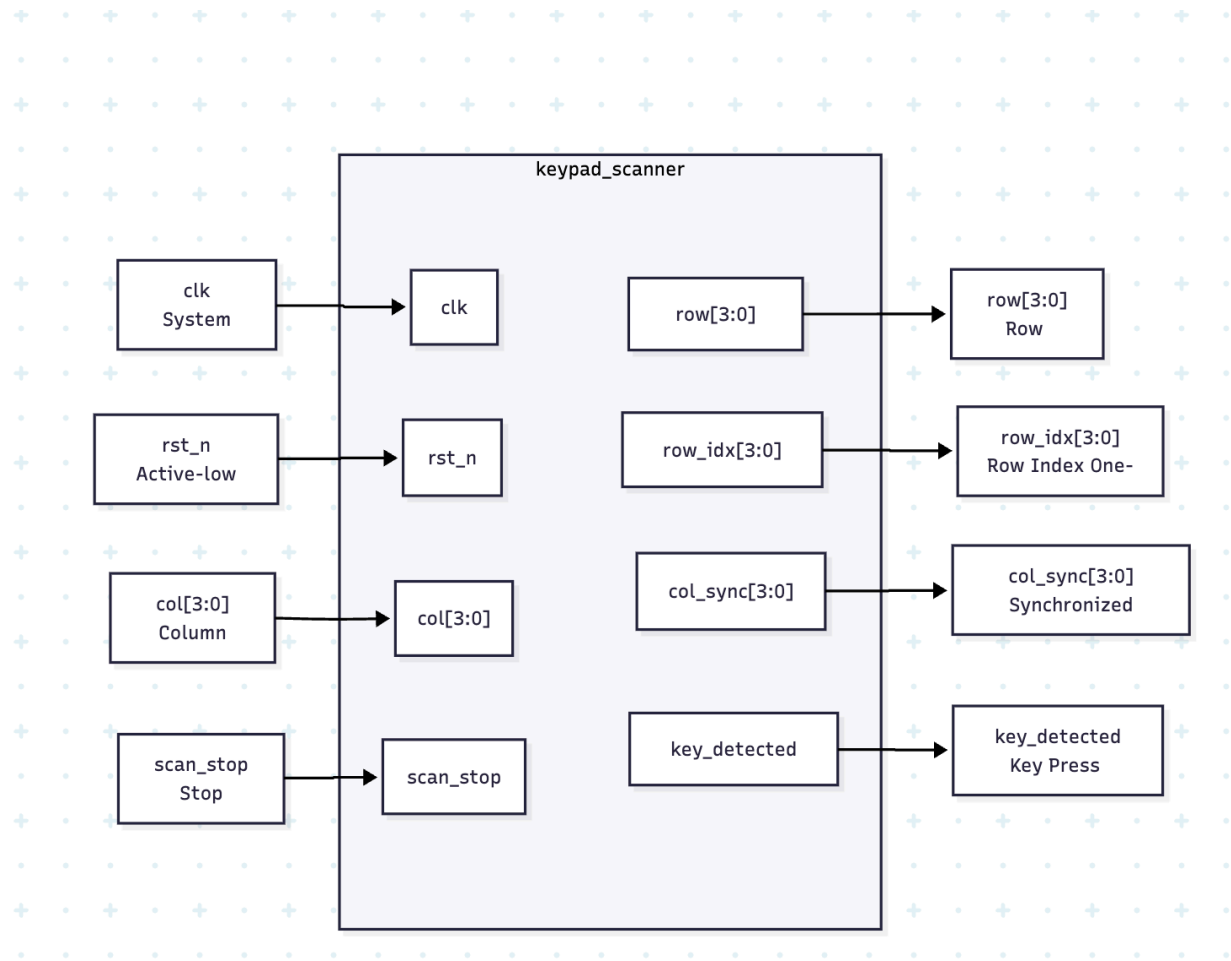 keypad_scanner
clk
System
clk
row[3:0]
row[3:0]
Row
rst_n
Active-low
rst_n
row_idx[3:0]
row_idx[3:0]
Row Index One-
col[3:0]
Column
col[3:0]
col_sync[3:0]
col_sync[3:0]
Synchronized
scan_stop
Stop
scan_stop
key_detected
key_detected
Key Press